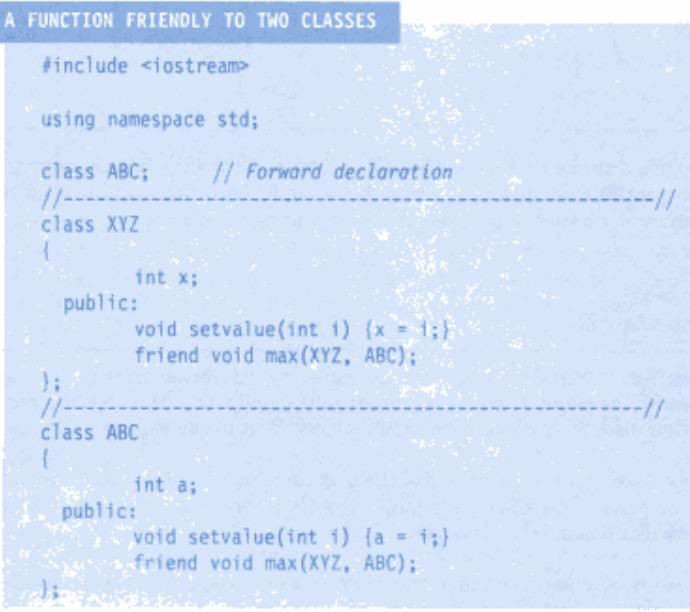 A FUNCTION FRIENDLY TO TWO CLASSES
#include <iostream>
using namespace std;
class ABC; // Forward declaration
//---------------------------------------------------------------//
class XYZ
{
int x;
public:
void setvalue(int i) {x = i;}
friend void max(XYZ, ABC);
};
//---------------------------------------------------------------//
class ABC
{
int a;
public:
void setvalue(int i) {a = i;}
friend void max(XYZ, ABC);
};